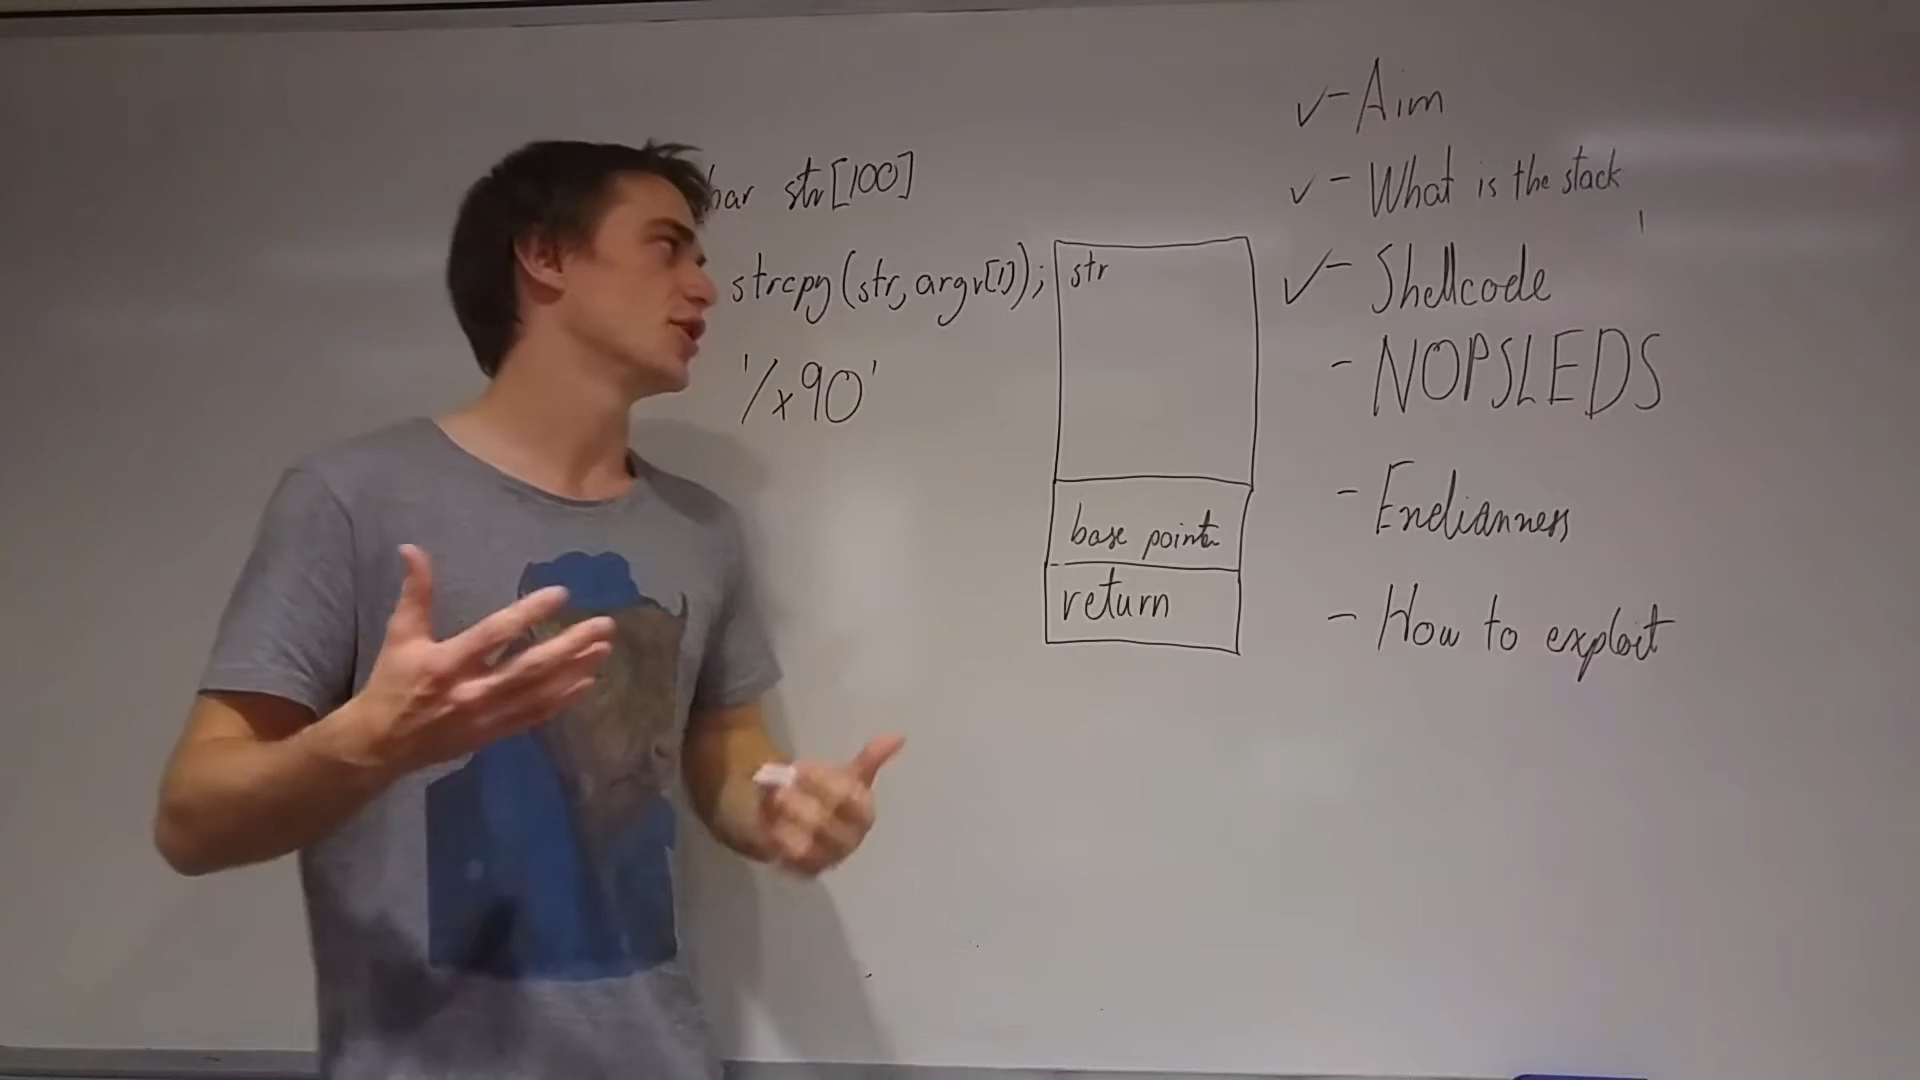 har str[100]
strcpy(str, argv[1]);
'/x90'
str
base pointer
return
✓ - Aim
✓ - What is the stack
✓ - Shellcode
- NOPSLEDS
- Endianness
- How to exploit